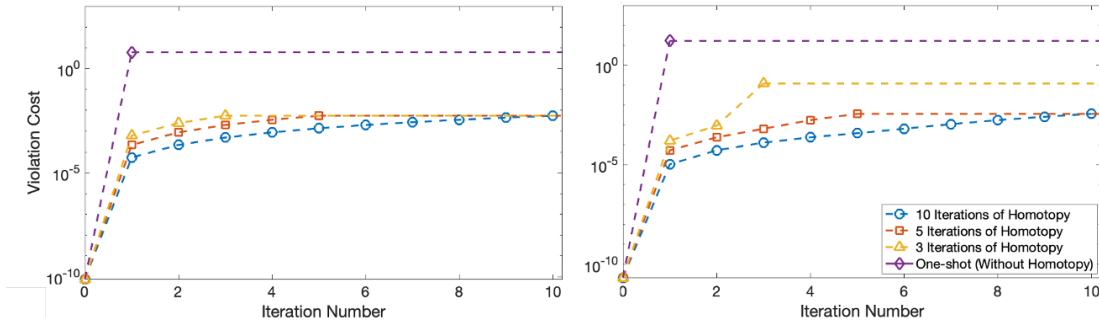 10^0
10^-5
10^-10
Violation Cost
0 2 4 6 8 10
Iteration Number
10^0
10^-5
10^-10
0 2 4 6 8 10
Iteration Number
10 Iterations of Homotopy
5 Iterations of Homotopy
3 Iterations of Homotopy
One-shot (Without Homotopy)